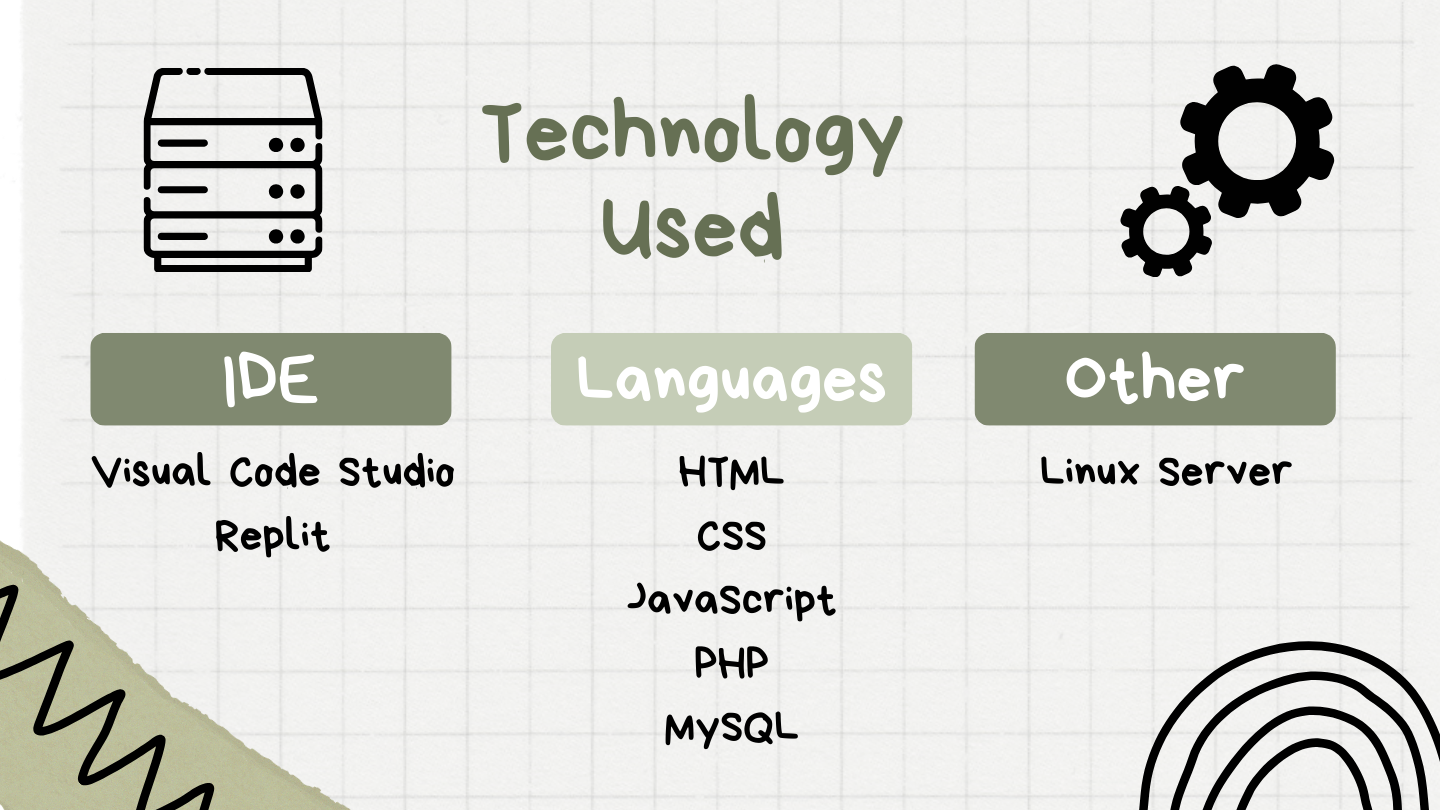 Technology
Used
IDE
Visual Code Studio
Replit
Languages
HTML
CSS
JavaScript
PHP
MySQL
Other
Linux Server